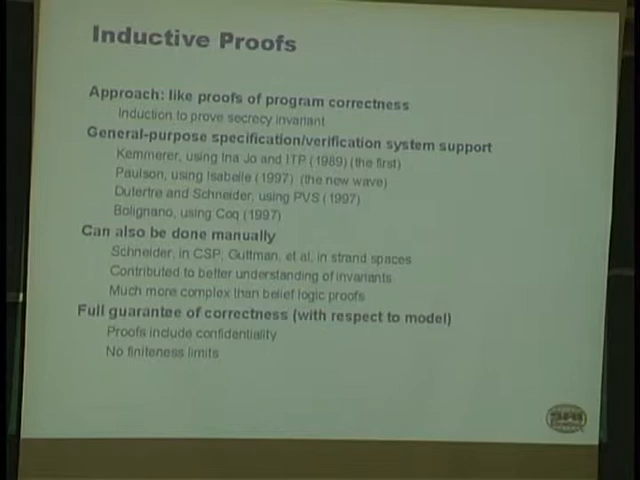 Inductive Proofs
Approach: like proofs of program correctness
Induction to prove secrecy invariant
General-purpose specification/verification system support
Kemmerer, using Ina Jo and ITP (1989) (the first)
Paulson, using Isabelle (1997) (the new wave)
Dutertre and Schneider, using PVS (1997)
Bolignano, using Coq (1997)
Can also be done manually
Schneider, in CSP, Guttman, et al, in strand spaces
Contributed to better understanding of invariants
Much more complex than belief logic proofs
Full guarantee of correctness (with respect to model)
Proofs include confidentiality
No finiteness limits